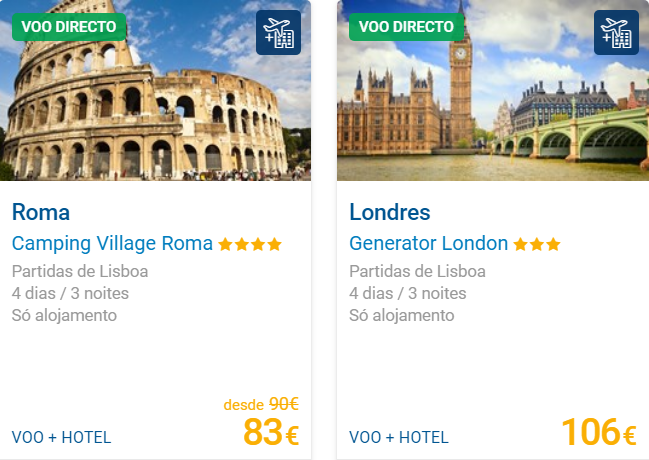 VOO DIRECTO
Roma
Camping Village Roma
Partidas de Lisboa
4 dias / 3 noites
Só alojamento
desde 90€
VOO + HOTEL
83€
VOO DIRECTO
Londres
Generator London
Partidas de Lisboa
4 dias / 3 noites
Só alojamento
VOO + HOTEL
106€